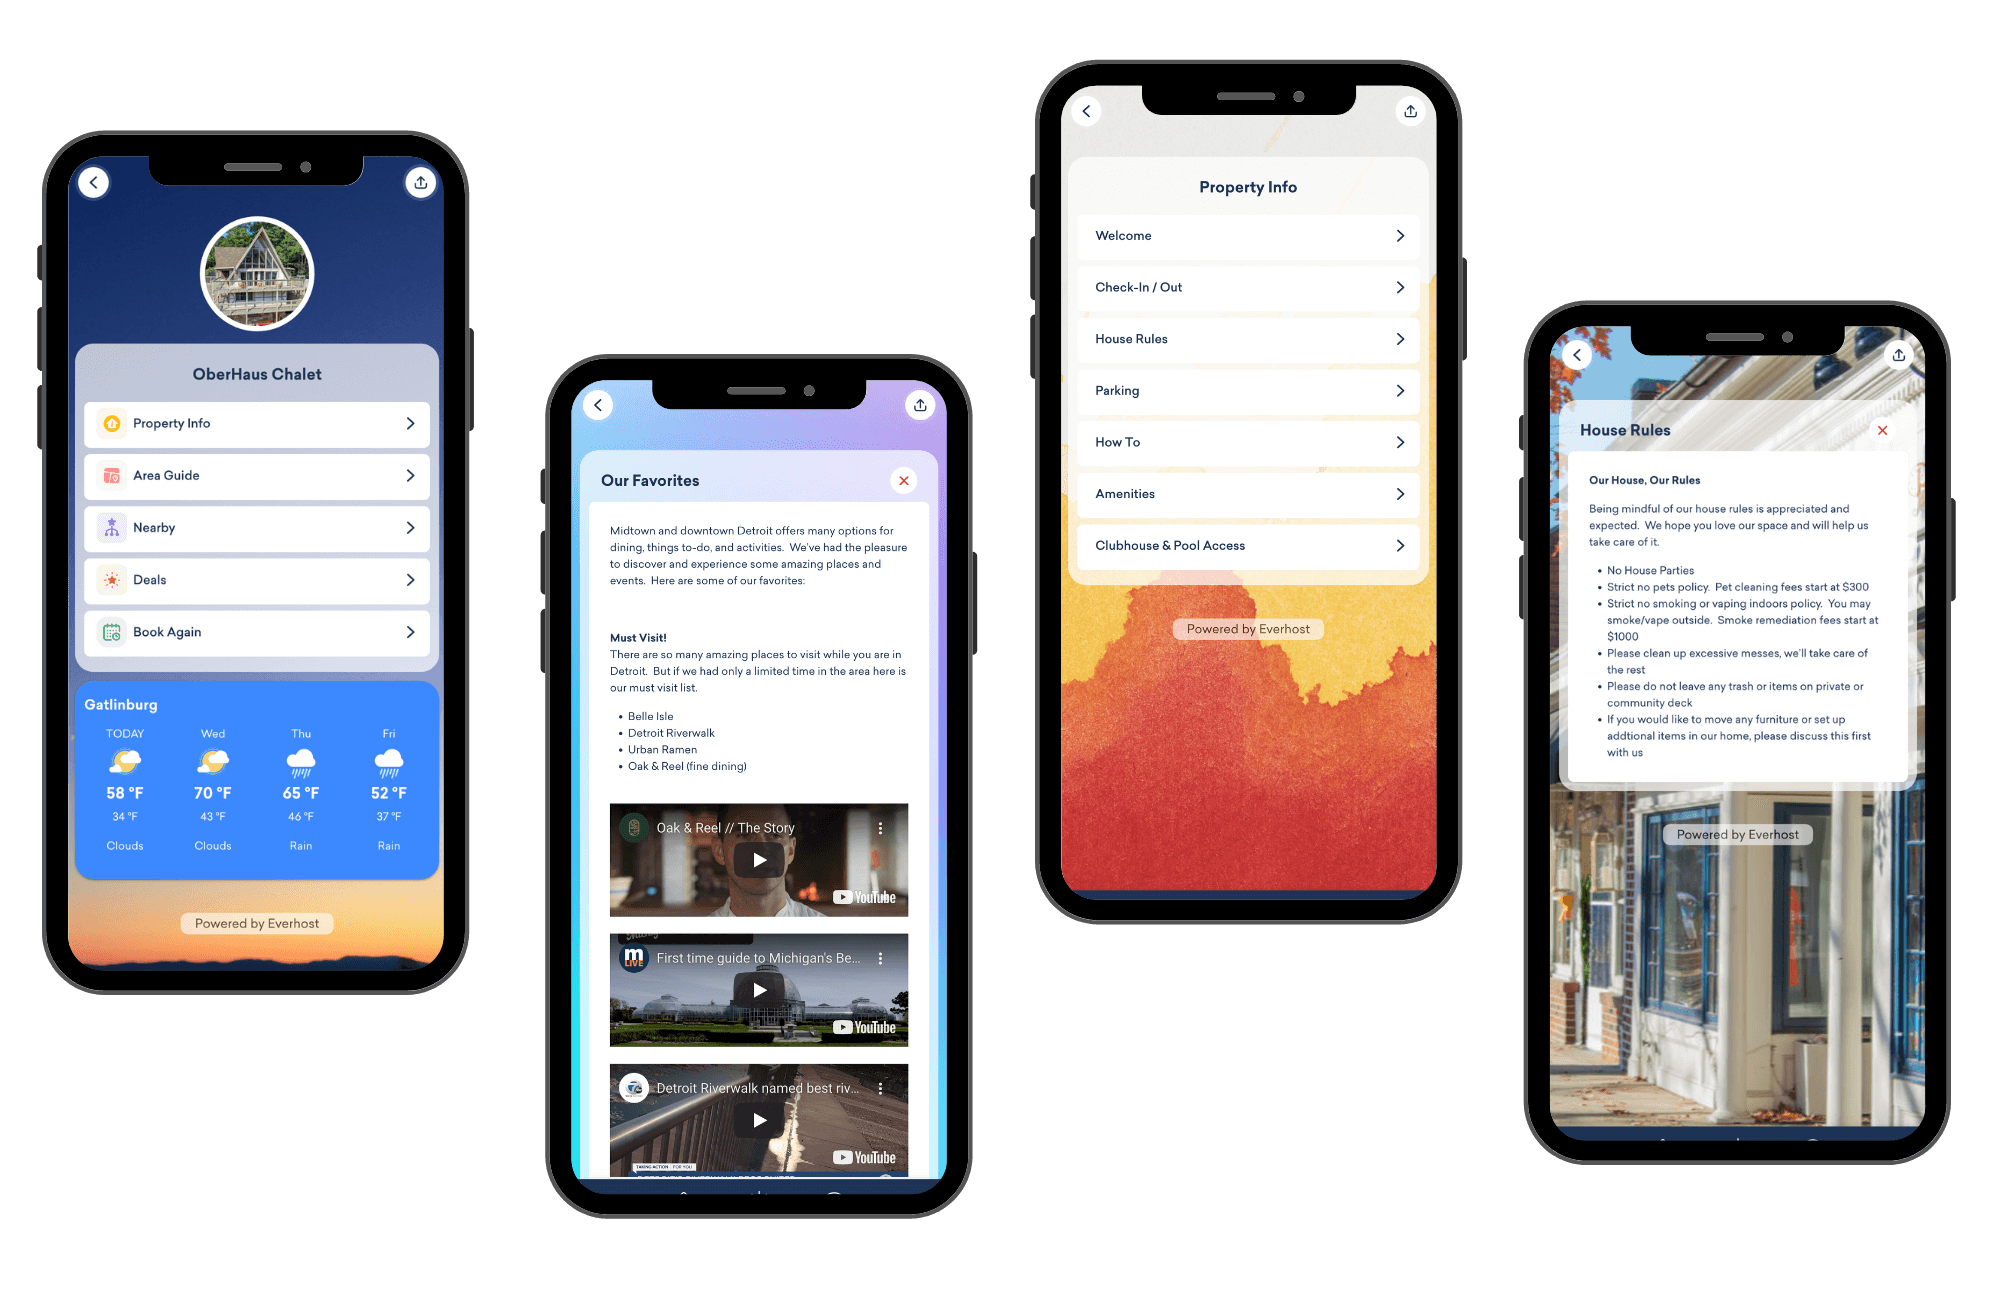 OberHaus Chalet
Property Info
Area Guide
Nearby
Deals
Book Again
Gatlinburg
TODAY Wed Thu Fri
58 °F 70 °F 65 °F 52 °F
34 °F 43 °F 46 °F 37 °F
Clouds Clouds Rain Rain
Powered by Everhost
Our Favorites
Midtown and downtown Detroit offers many options for
dining, things to-do, and activities. We've had the pleasure
to discover and experience some amazing places and
events. Here are some of our favorites:
Must Visit!
There are so many amazing places to visit while you are in
Detroit. But if we had only a limited time in the area here is
our must visit list.
• Belle Isle
• Detroit Riverwalk
• Urban Ramen
• Oak & Reel (fine dining)
Oak & Reel // The Story
YouTube
m
LIVE
First time guide to Michigan's Be...
YouTube
7
Detroit Riverwalk named best riv...
YouTube
TAKING ACTION FOR YOU
Property Info
Welcome
Check-In / Out
House Rules
Parking
How To
Amenities
Clubhouse & Pool Access
Powered by Everhost
House Rules
Our House, Our Rules
Being mindful of our house rules is appreciated and
expected. We hope you love our space and will help us
take care of it.
• No House Parties
• Strict no pets policy. Pet cleaning fees start at $300
• Strict no smoking or vaping indoors policy. You may
smoke/vape outside. Smoke remediation fees start at
$1000
• Please clean up excessive messes, we'll take care of
the rest
• Please do not leave any trash or items on private or
community deck
• If you would like to move any furniture or set up
addtional items in our home, please discuss this first
with us
Powered by Everhost